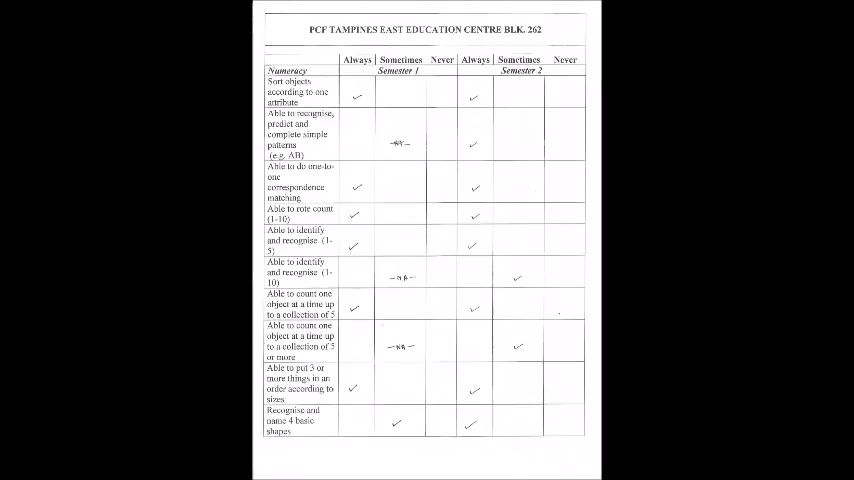 PCF TAMPINES EAST EDUCATION CENTRE BLK. 262
Always Sometimes Never Always Sometimes Never
Numeracy Semester 1 Semester 2
Sort objects
according to one
attribute ✓ ✓
Able to recognise,
predict and
complete simple
patterns -NA- ✓
(e.g. AB)
Able to do one-to-
one
correspondence ✓ ✓
matching
Able to rote count
(1-10) ✓ ✓
Able to identify
and recognise (1-
5) ✓ ✓
Able to identify
and recognise (1-
10) -NA- ✓
Able to count one
object at a time up
to a collection of 5 ✓ ✓
Able to count one
object at a time up
to a collection of 5 -NA- ✓
or more
Able to put 3 or
more things in an
order according to ✓ ✓
sizes
Recognise and
name 4 basic ✓ ✓
shapes